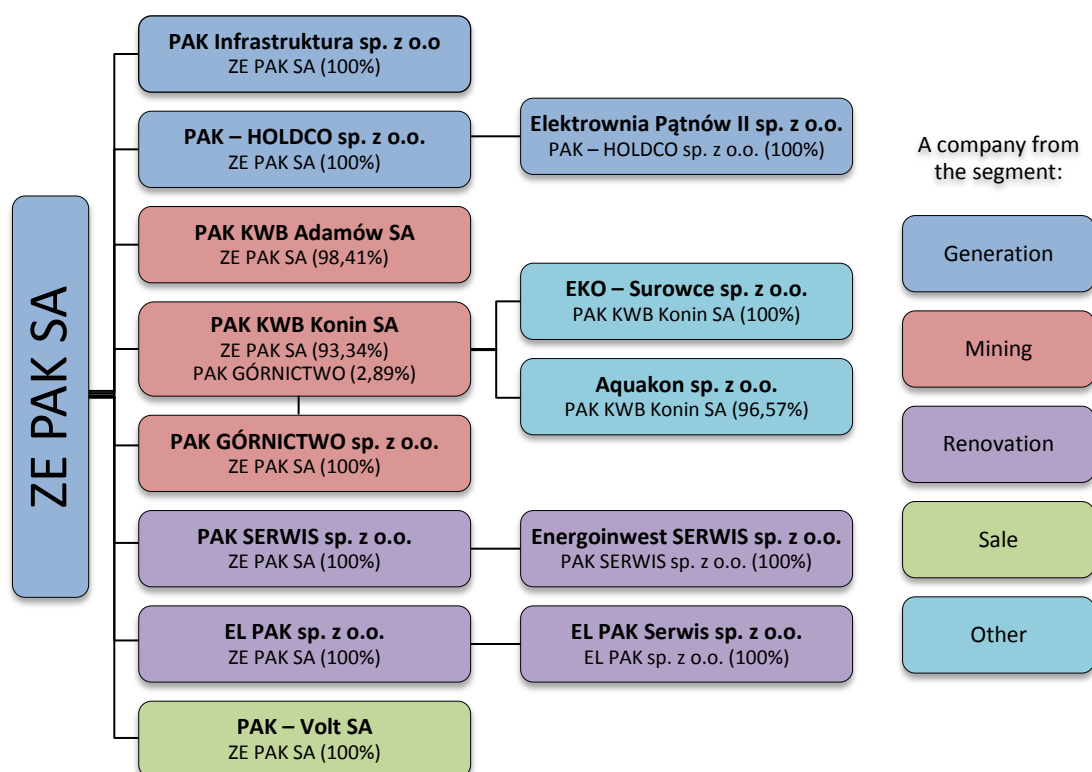 ZE PAK SA
PAK Infrastruktura sp. z o.o
ZE PAK SA (100%)
PAK – HOLDCO sp. z o.o.
ZE PAK SA (100%)
Elektrownia Pątnów II sp. z o.o.
PAK – HOLDCO sp. z o.o. (100%)
PAK KWB Adamów SA
ZE PAK SA (98,41%)
PAK KWB Konin SA
ZE PAK SA (93,34%)
PAK GÓRNICTWO (2,89%)
EKO – Surowce sp. z o.o.
PAK KWB Konin SA (100%)
Aquakon sp. z o.o.
PAK KWB Konin SA (96,57%)
PAK GÓRNICTWO sp. z o.o.
ZE PAK SA (100%)
PAK SERWIS sp. z o.o.
ZE PAK SA (100%)
Energoinwest SERWIS sp. z o.o.
PAK SERWIS sp. z o.o. (100%)
EL PAK sp. z o.o.
ZE PAK SA (100%)
EL PAK Serwis sp. z o.o.
EL PAK sp. z o.o. (100%)
PAK – Volt SA
ZE PAK SA (100%)
A company from
the segment:
Generation
Mining
Renovation
Sale
Other